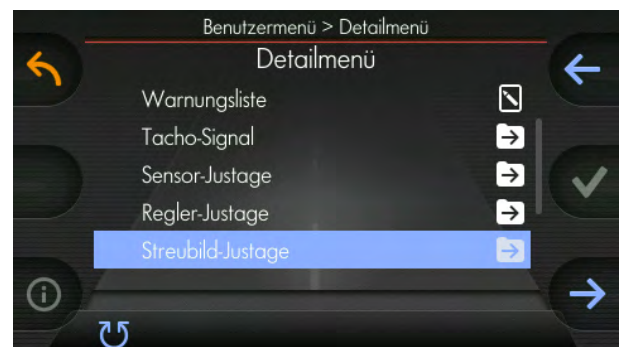 Benutzermenü > Detailmenü
Detailmenü
Warnungsliste
Tacho-Signal
Sensor-Justage
Regler-Justage
Streubild-Justage